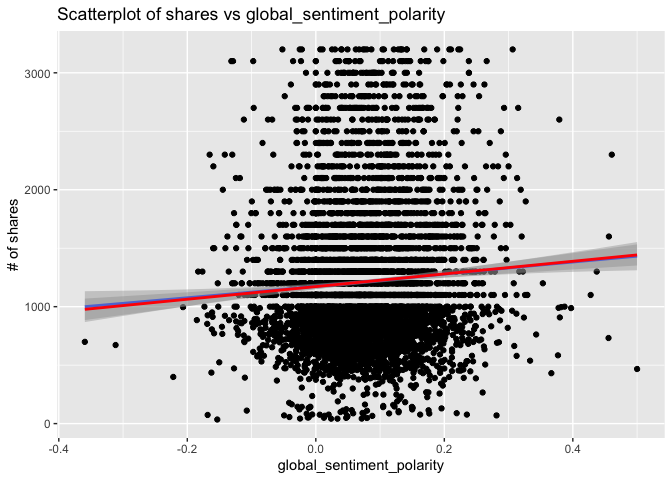 Scatterplot of shares vs global_sentiment_polarity
# of shares
3000
2000
1000
0
-0.4 -0.2 0.0 0.2 0.4
global_sentiment_polarity